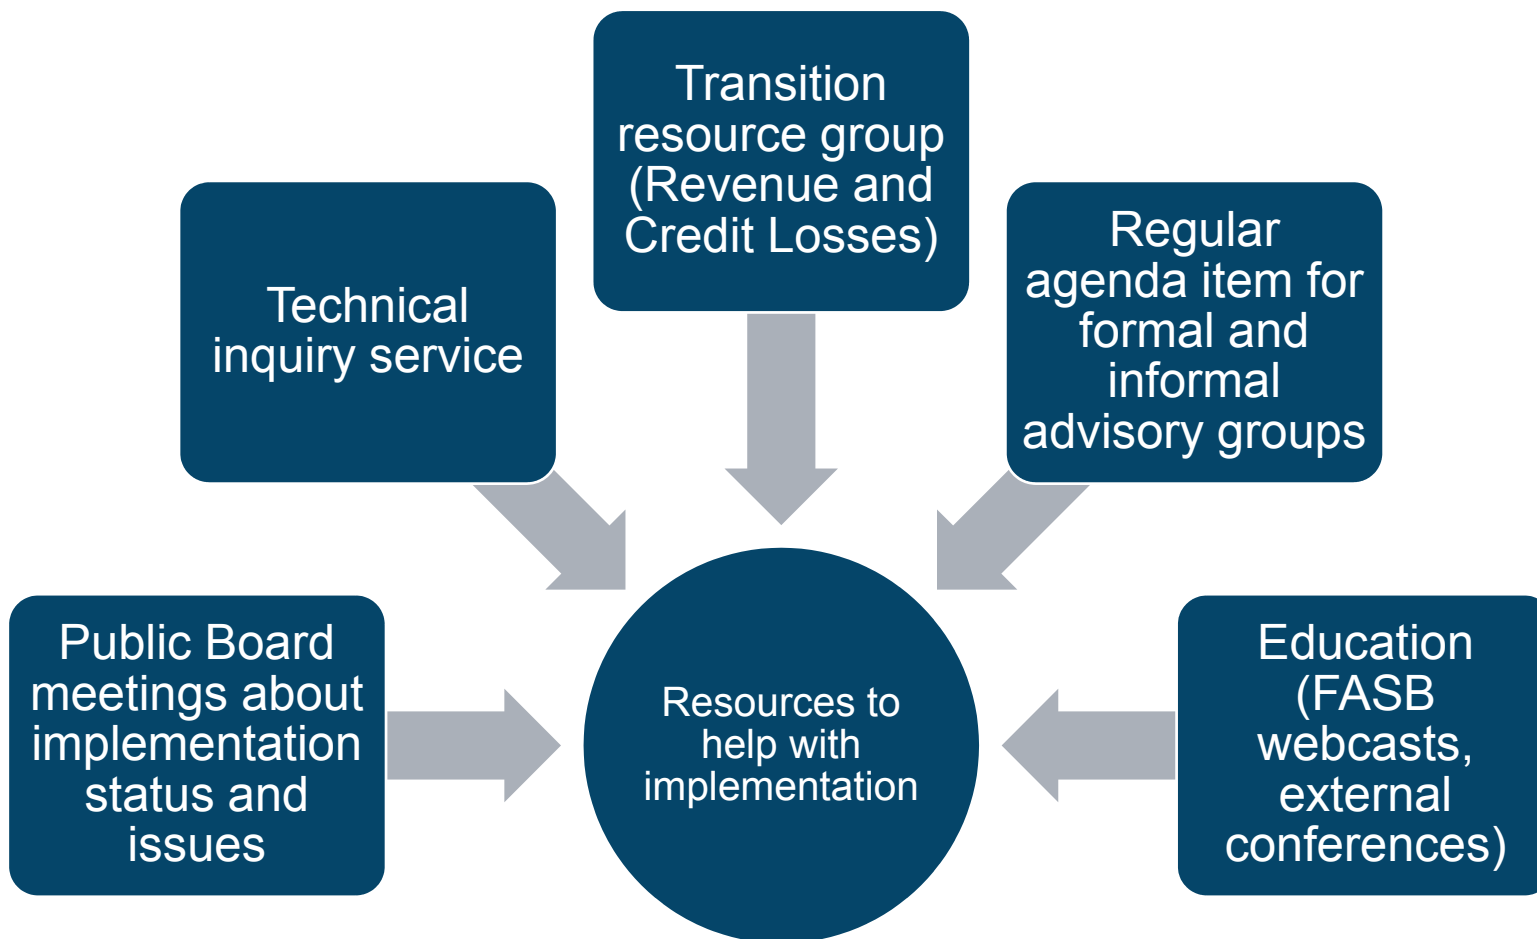 Transition
resource group
(Revenue and
Credit Losses)
Technical
inquiry service
Regular
agenda item for
formal and
informal
advisory groups
Public Board
meetings about
implementation
status and
issues
Resources to
help with
implementation
Education
(FASB
webcasts,
external
conferences)